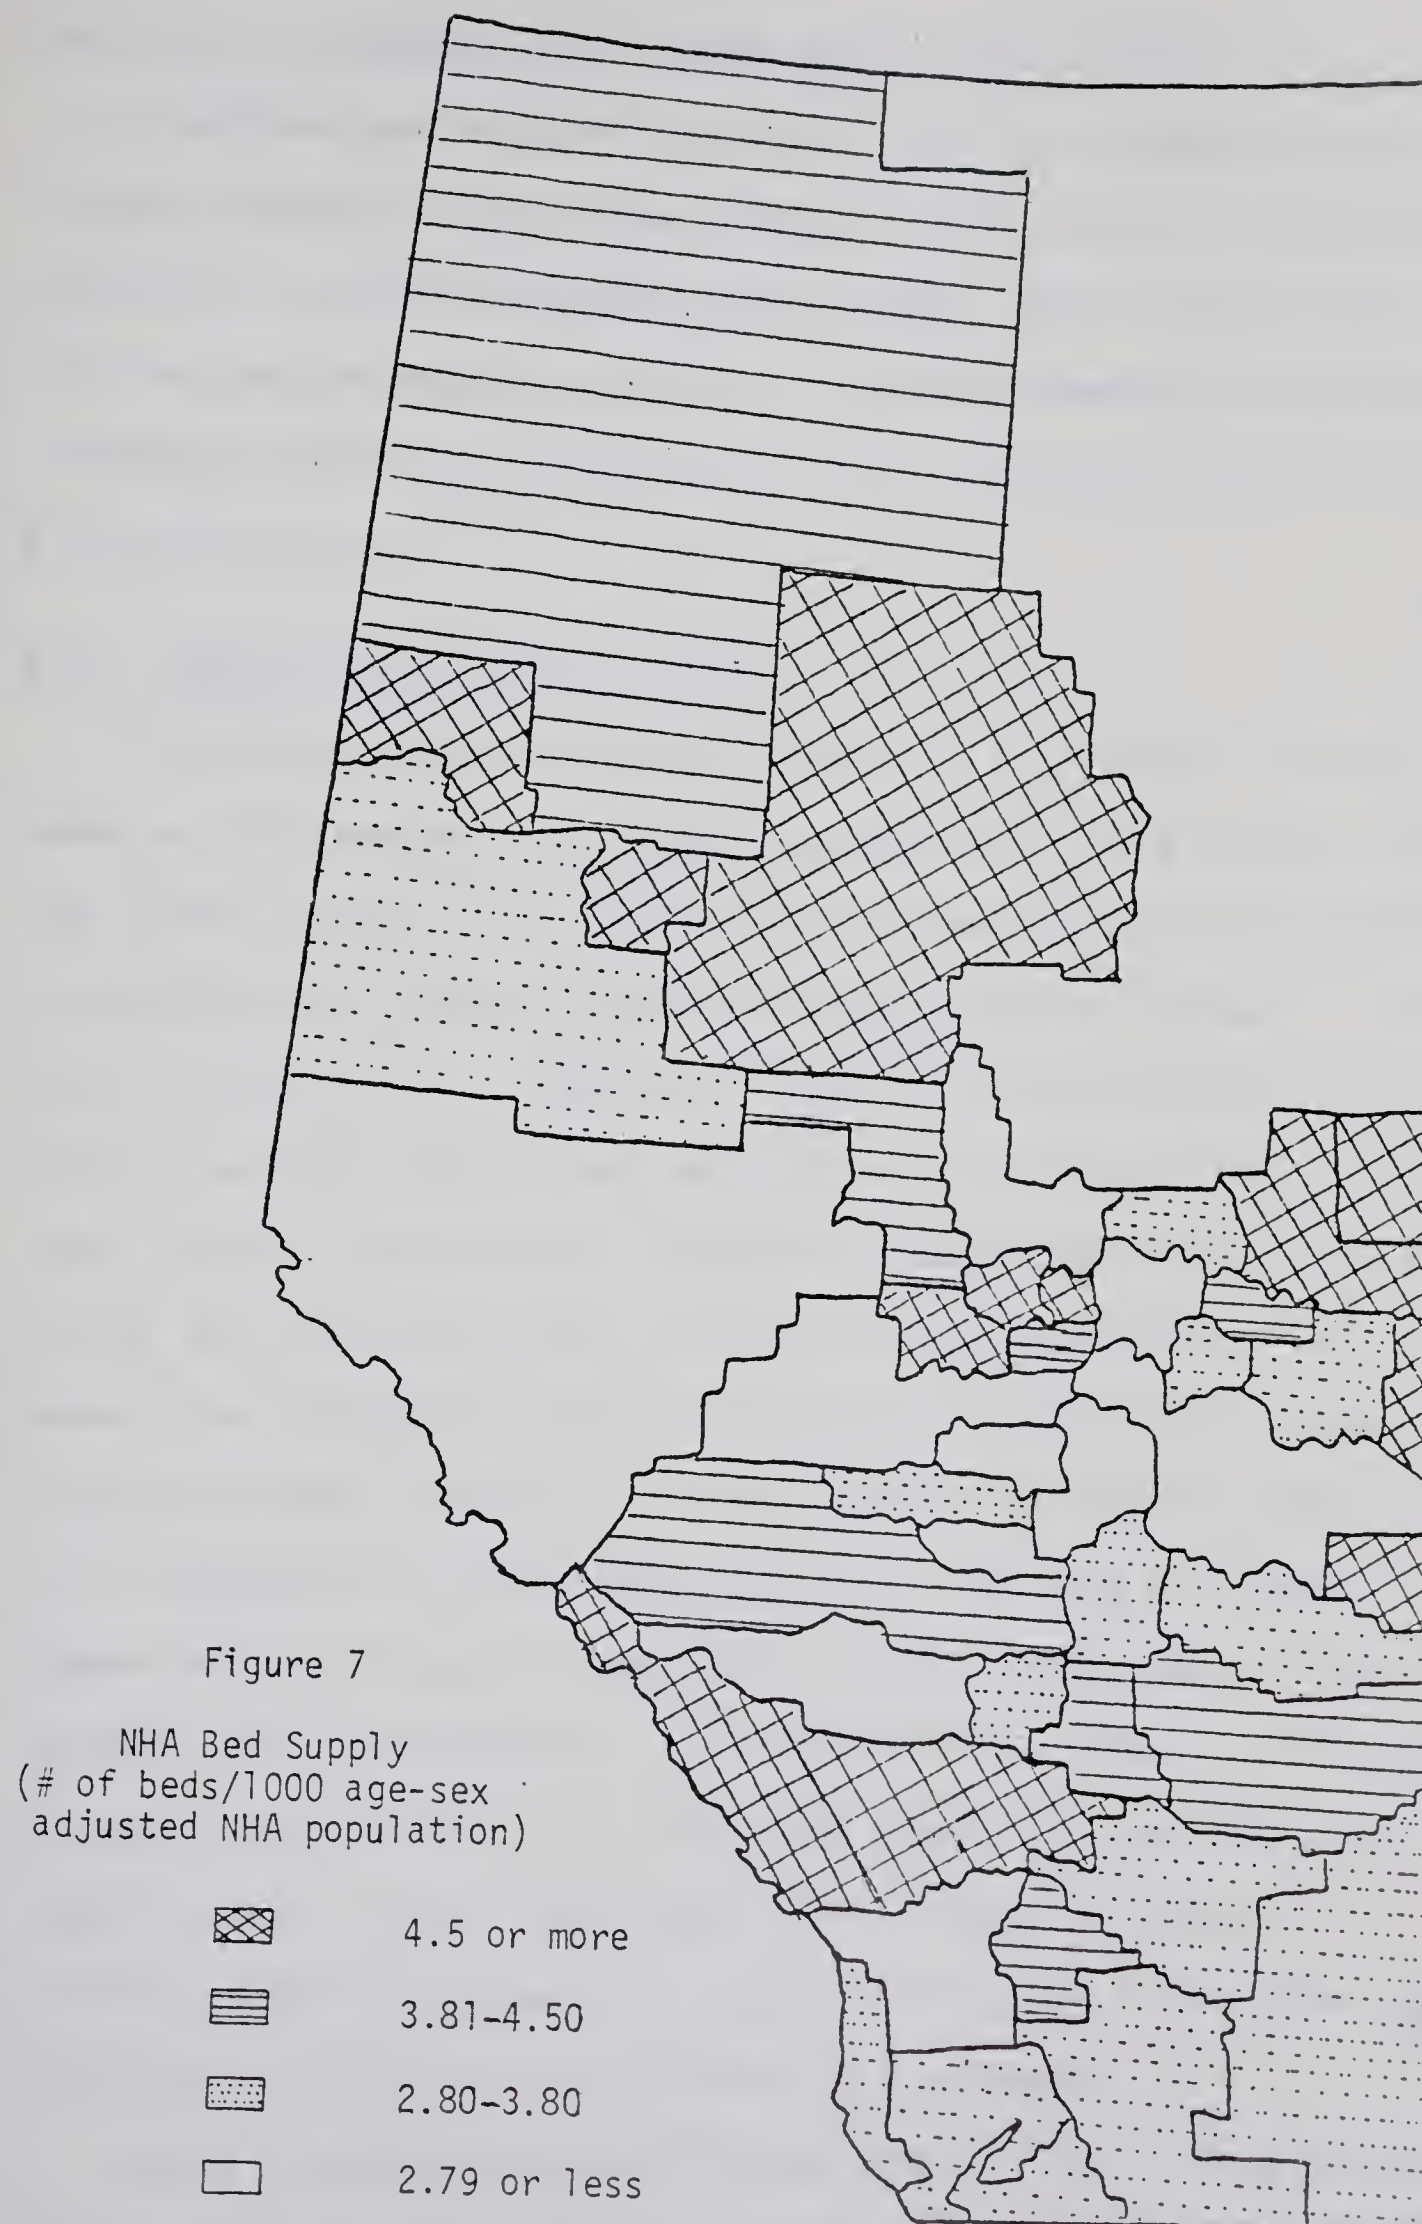 Figure 7
NHA Bed Supply
(# of beds/1000 age-sex
adjusted NHA population)
4.5 or more
3.81-4.50
2.80-3.80
2.79 or less